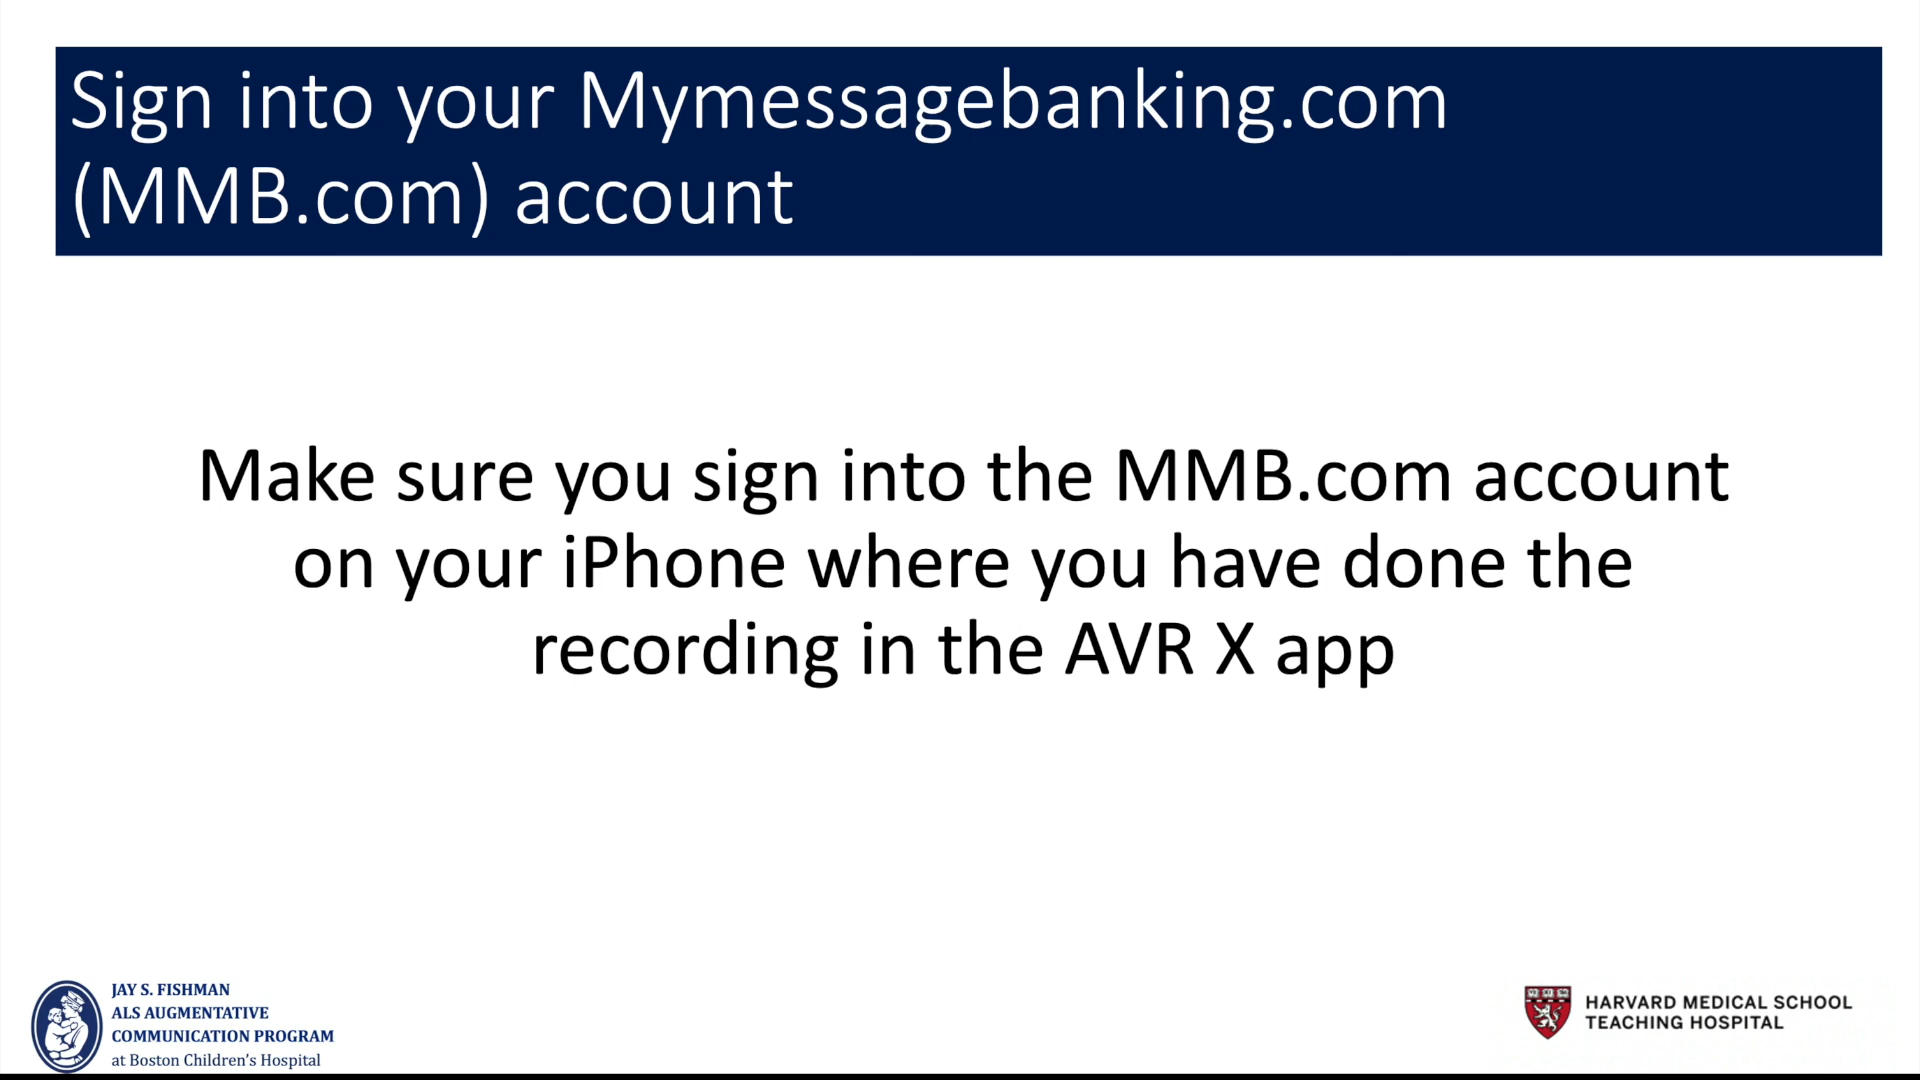 Sign into your Mymessagebanking.com
(MMB.com) account
Make sure you sign into the MMB.com account
on your iPhone where you have done the
recording in the AVR X app
JAY S. FISHMAN
ALS AUGMENTATIVE
COMMUNICATION PROGRAM
at Boston Children's Hospital
HARVARD MEDICAL SCHOOL
TEACHING HOSPITAL